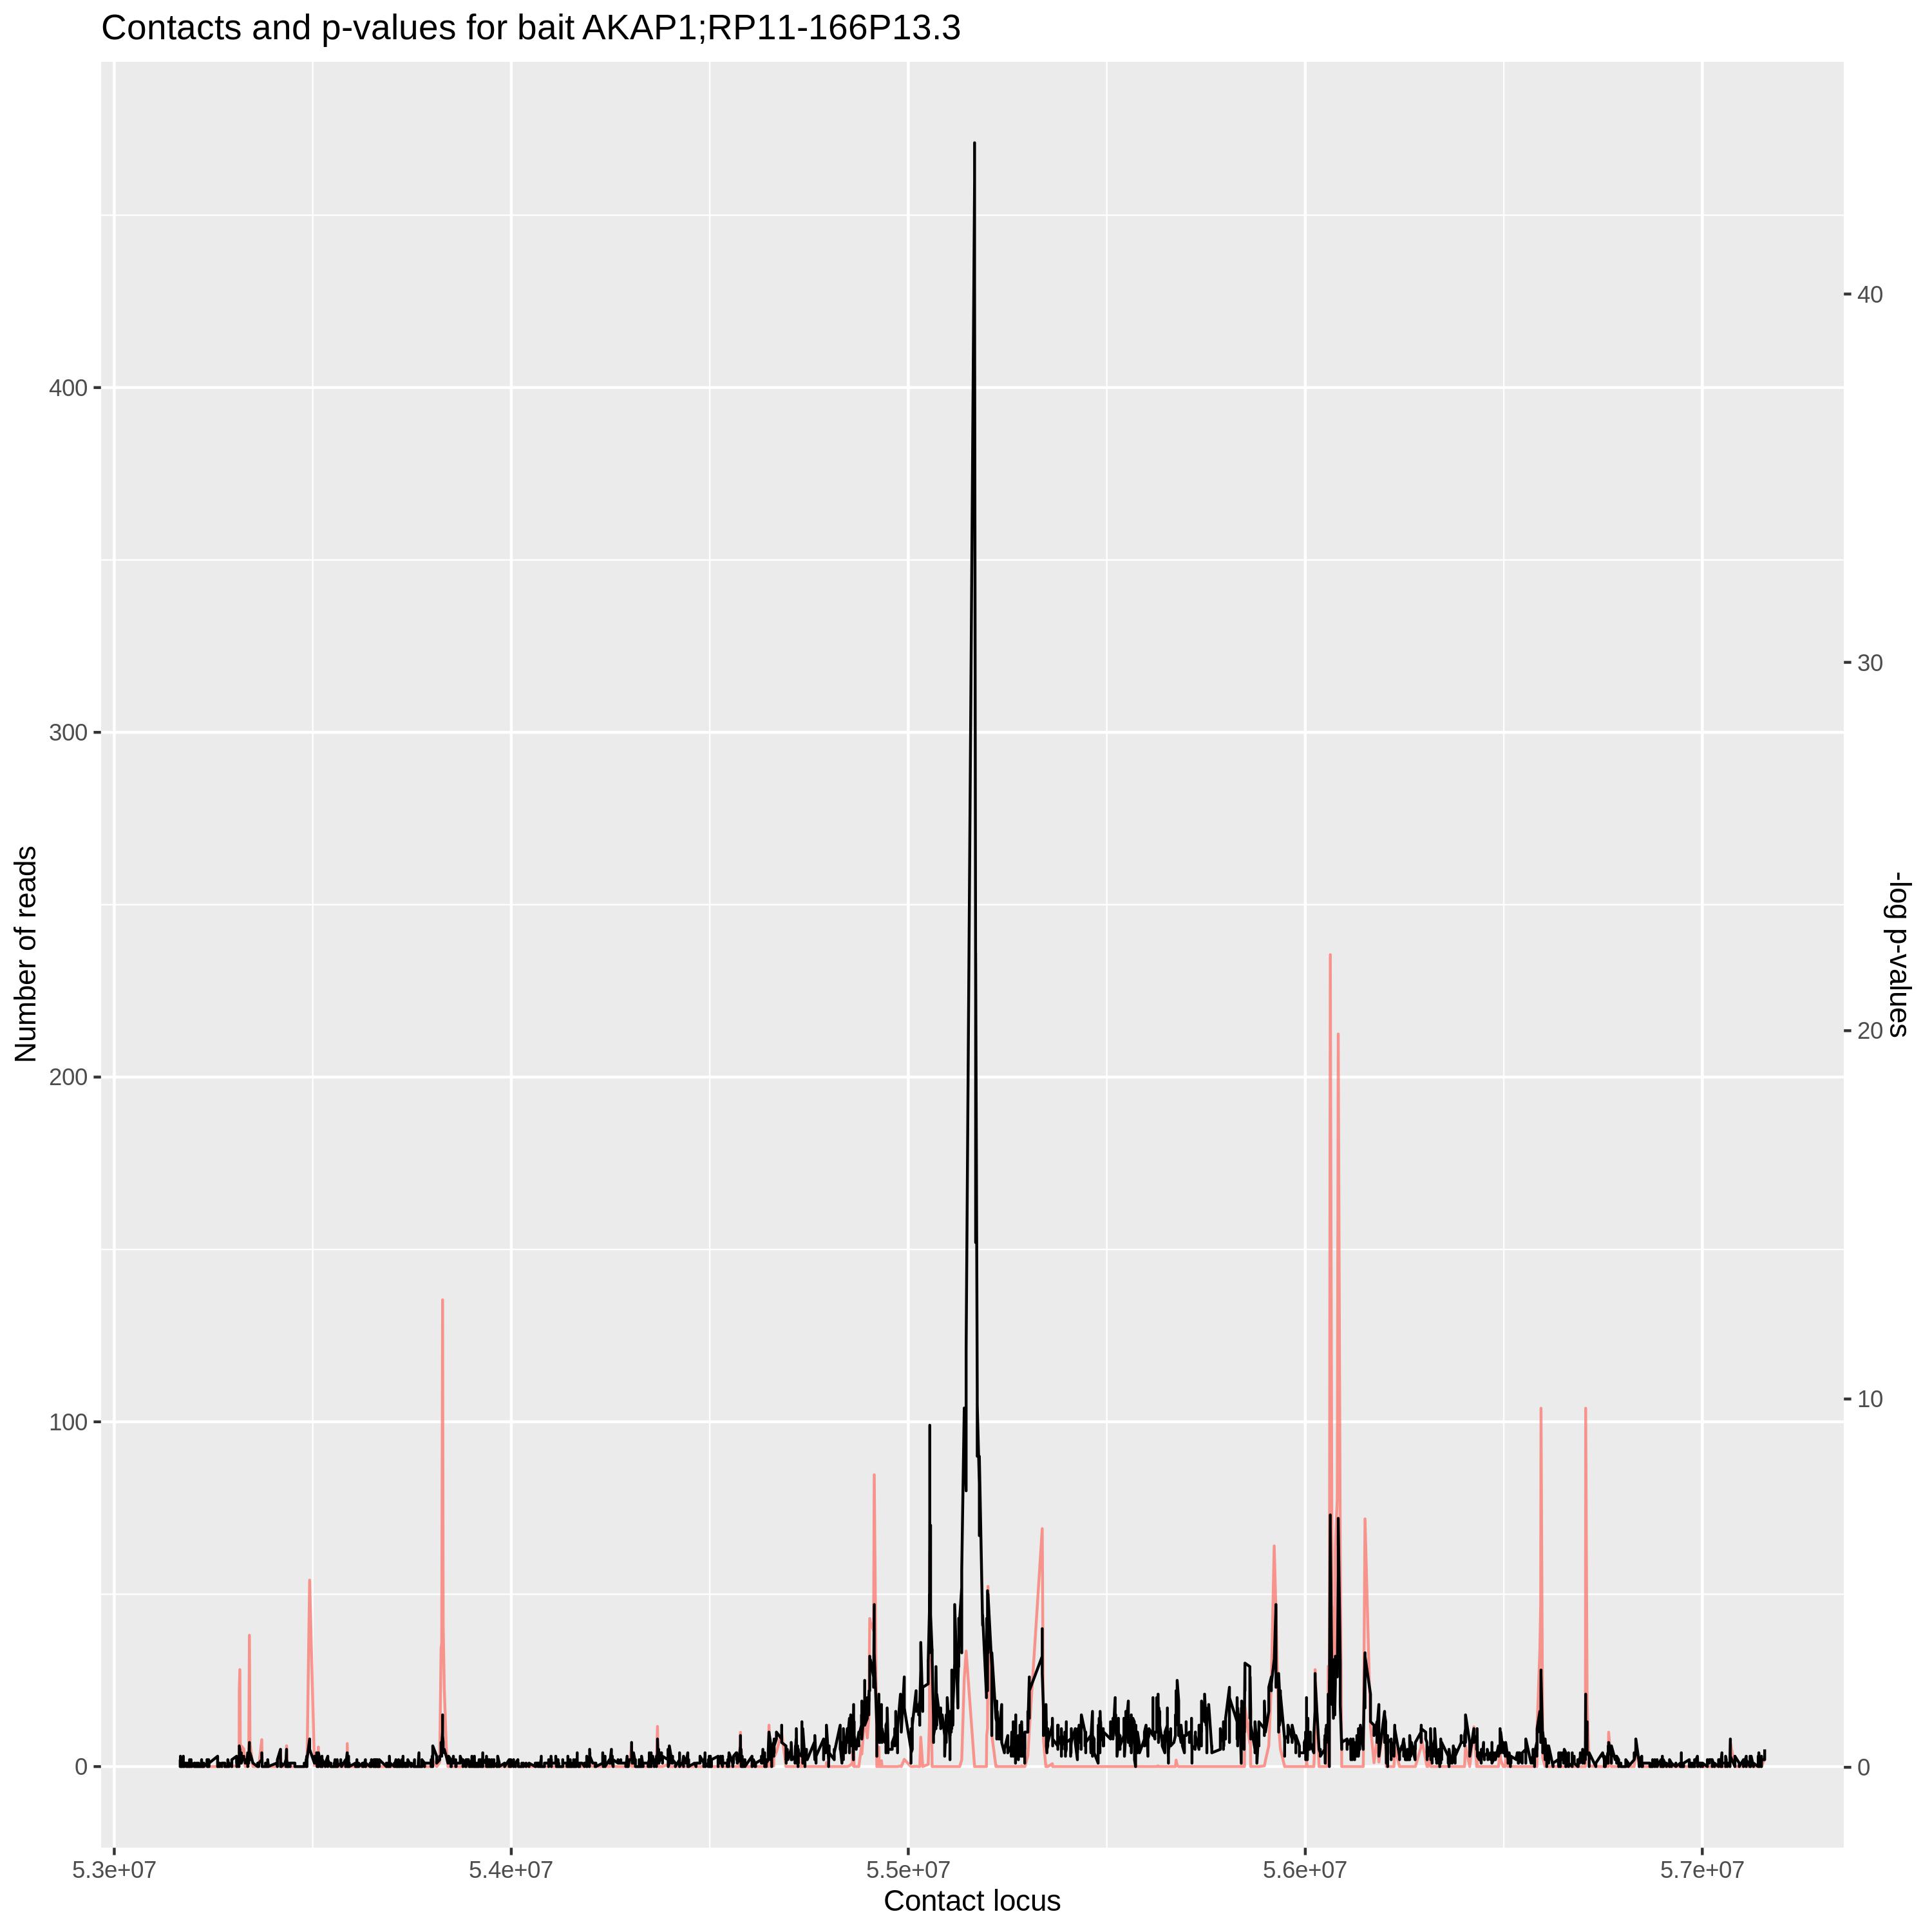 Contacts and p-values for bait AKAP1;RP11-166P13.3
Number of reads
400
300
200
100
0
-log p-values
40
30
20
10
0
5.3e+07 5.4e+07 5.5e+07 5.6e+07 5.7e+07
Contact locus